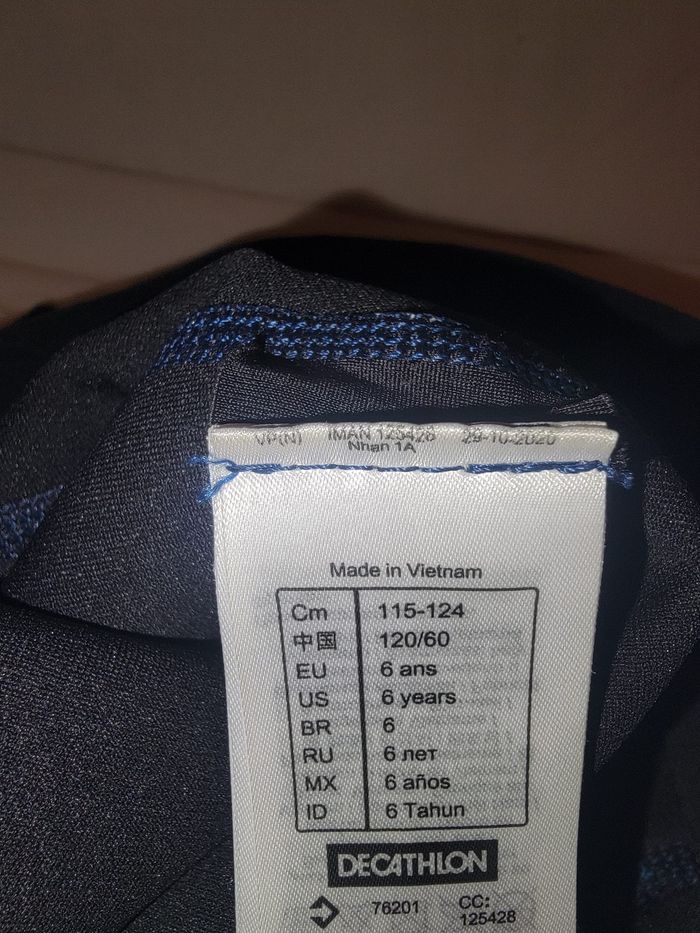 VP(N) IMAN 125428 29-10-2020
Nhan 1A
Made in Vietnam
Cm 115-124
中国 120/60
EU 6 ans
US 6 years
BR 6
RU 6 лет
MX 6 años
ID 6 Tahun
DECATHLON
76201 CC:
125428